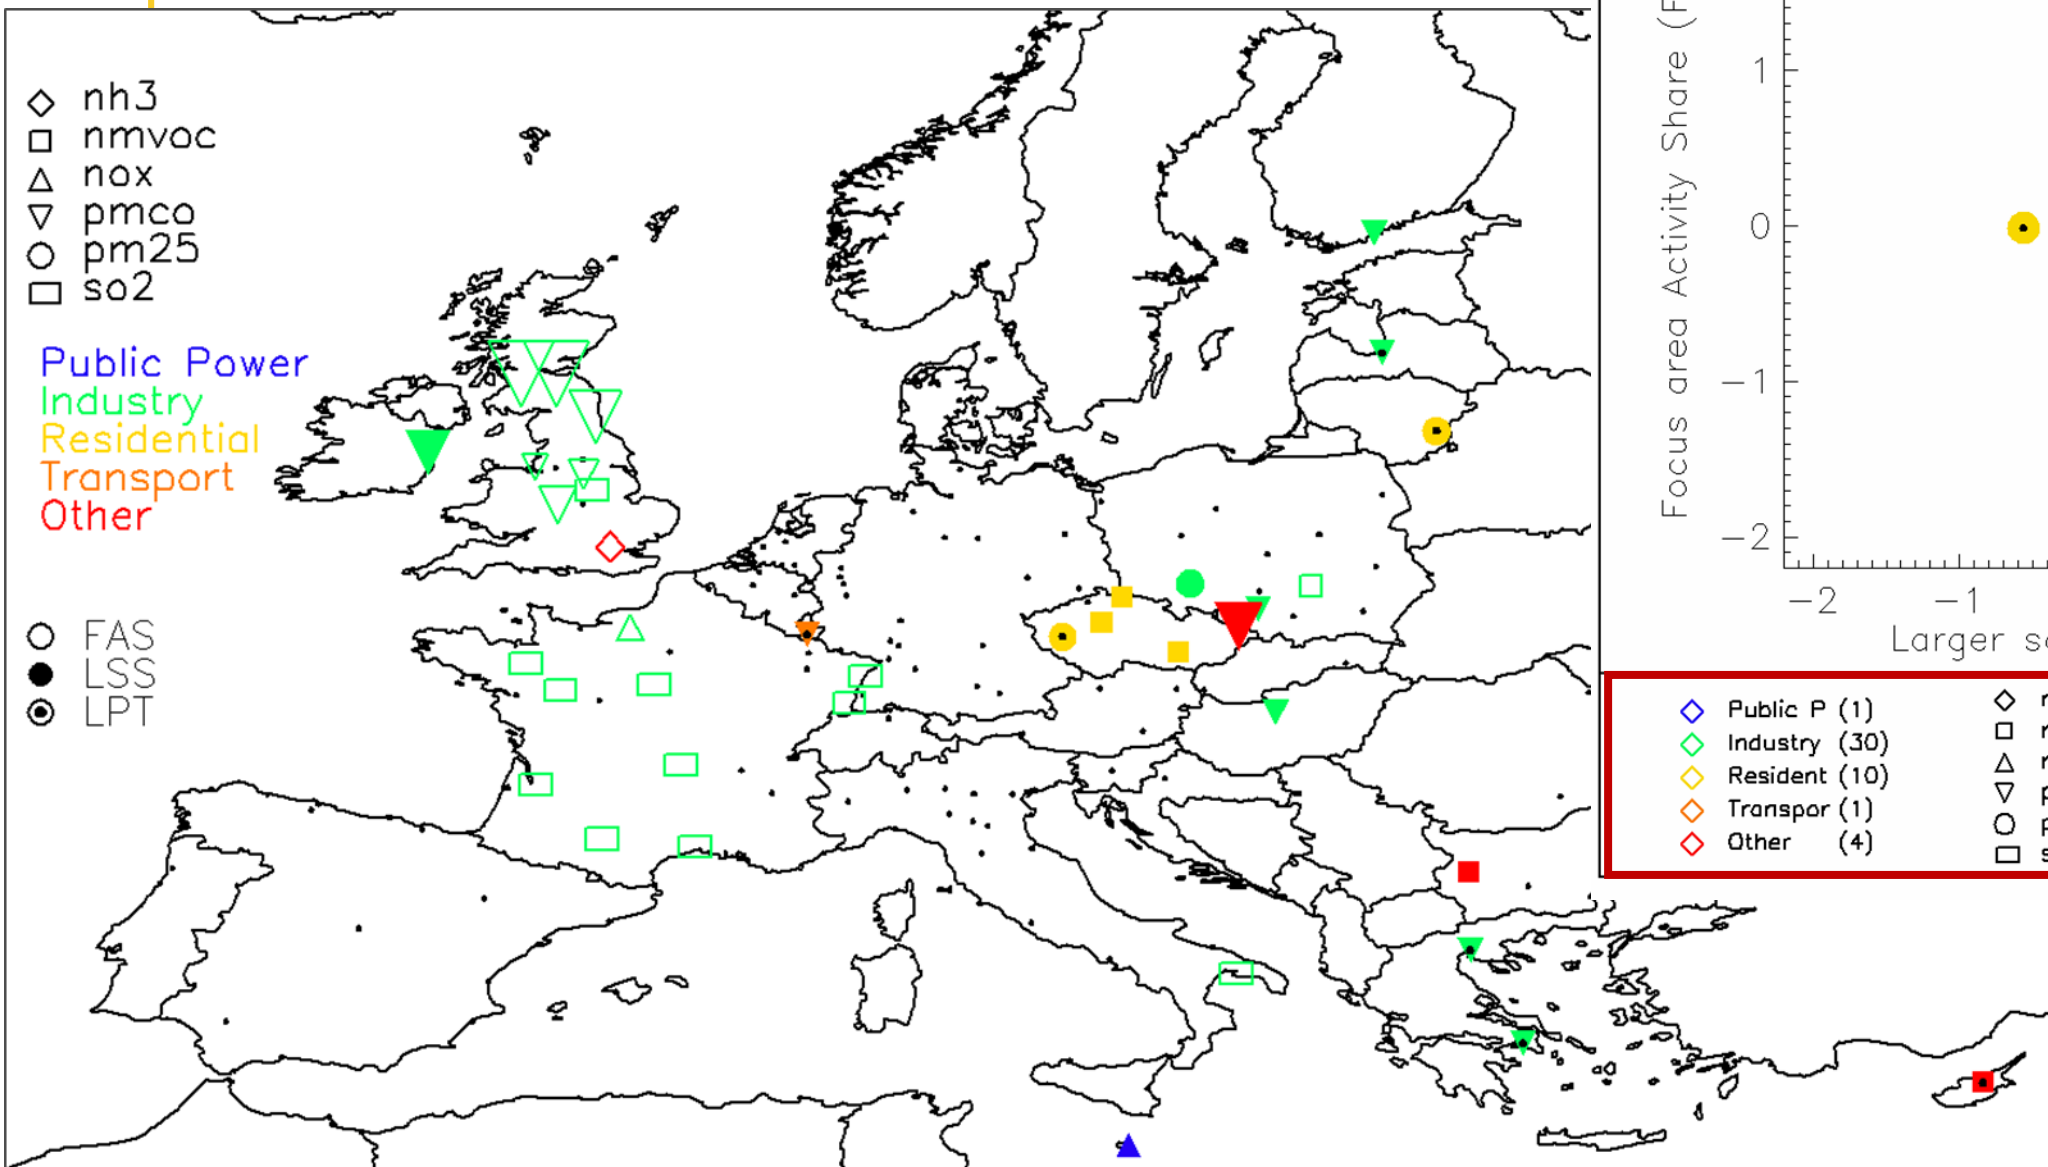 nh3
nmvoc
nox
pmco
pm25
so2
Public Power
Industry
Residential
Transport
Other
FAS
LSS
LPT
Focus area Activity Share (F
1
0
−1
−2
−2 −1
Larger s
Public P (1)
Industry (30)
Resident (10)
Transpor (1)
Other (4)